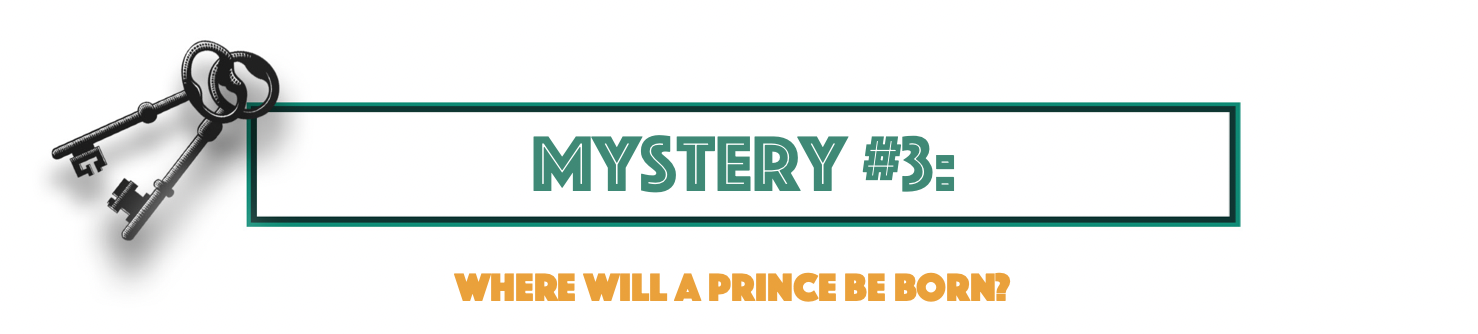 MYSTERY #3:
WHERE WILL A PRINCE BE BORN?